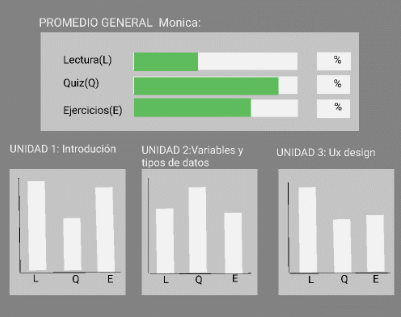 PROMEDIO GENERAL Monica:
Lectura(L) %
Quiz(Q) %
Ejercicios(E) %
UNIDAD 1: Introdución
UNIDAD 2:Variables y
tipos de datos
UNIDAD 3: Ux design
L Q E
L Q E
L Q E